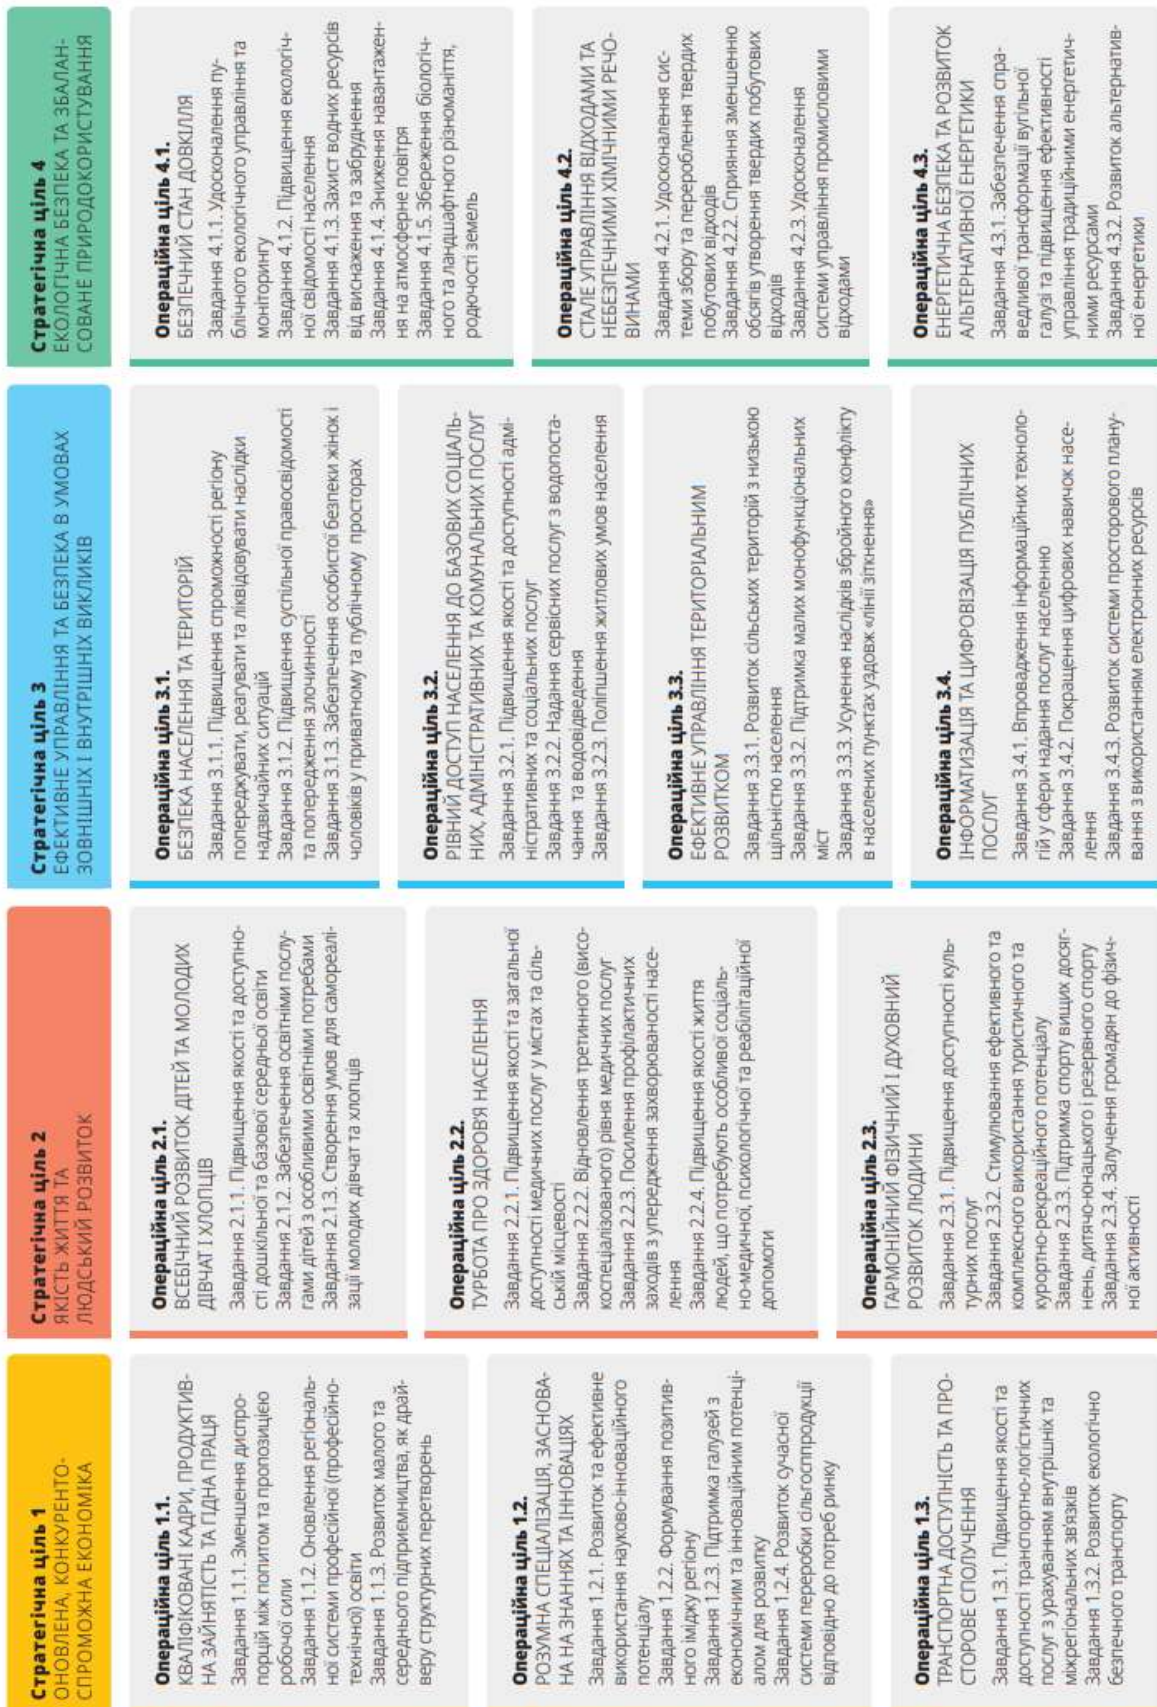 Стратегічна ціль 1
ОНОВЛЕНА, КОНКУРЕНТО-
СПРОМОЖНА ЕКОНОМІКА
Операційна ціль 1.1.
КВАЛІФІКОВАНІ КАДРИ, ПРОДУКТИВ-
НА ЗАЙНЯТІСТЬ ТА ГІДНА ПРАЦЯ
Завдання 1.1.1. Зменшення диспро-
порцій між попитом та пропозицією
робочої сили
Завдання 1.1.2. Оновлення регіональ-
ної системи професійної (професійно-
технічної) освіти
Завдання 1.1.3. Розвиток малого та
середнього підприємництва, як драй-
веру структурних перетворень
Операційна ціль 1.2.
РОЗУМНА СПЕЦІАЛІЗАЦІЯ, ЗАСНОВА-
НА НА ЗНАННЯХ ТА ІННОВАЦІЯХ
Завдання 1.2.1. Розвиток та ефективне
використання науково-інноваційного
потенціалу
Завдання 1.2.2. Формування позитив-
ного іміджу регіону
Завдання 1.2.3. Підтримка галузей з
економічним та інноваційним потенці-
алом для розвитку
Завдання 1.2.4. Розвиток сучасної
системи переробки сільгосппродукції
відповідно до потреб ринку
Операційна ціль 1.3.
ТРАНСПОРТНА ДОСТУПНІСТЬ ТА ПРО-
СТОРОВЕ СПОЛУЧЕННЯ
Завдання 1.3.1. Підвищення якості та
доступності транспортно-логістичних
послуг з урахуванням внутрішніх та
міжрегіональних зв'язків
Завдання 1.3.2. Розвиток екологічно
безпечного транспорту
Стратегічна ціль 2
ЯКІСТЬ ЖИТТЯ ТА
ЛЮДСЬКИЙ РОЗВИТОК
Операційна ціль 2.1.
ВСЕБІЧНИЙ РОЗВИТОК ДІТЕЙ ТА МОЛОДИХ
ДІВЧАТ І ХЛОПЦІВ
Завдання 2.1.1. Підвищення якості та доступно-
сті дошкільної та базової середньої освіти
Завдання 2.1.2. Забезпечення освітніми послу-
гами дітей з особливими освітніми потребами
Завдання 2.1.3. Створення умов для самореалі-
зації молодих дівчат та хлопців
Операційна ціль 2.2.
ТУРБОТА ПРО ЗДОРОВ'Я НАСЕЛЕННЯ
Завдання 2.2.1. Підвищення якості та загальної
доступності медичних послуг у містах та сіль-
ській місцевості
Завдання 2.2.2. Відновлення третинного (висо-
коспеціалізованого) рівня медичних послуг
Завдання 2.2.3. Посилення профілактичних
заходів з упередження захворюваності насе-
лення
Завдання 2.2.4. Підвищення якості життя
людей, що потребують особливої соціаль-
но-медичної, психологічної та реабілітаційної
допомоги
Операційна ціль 2.3.
ГАРМОНІЙНИЙ ФІЗИЧНИЙ І ДУХОВНИЙ
РОЗВИТОК ЛЮДИНИ
Завдання 2.3.1. Підвищення доступності куль-
турних послуг
Завдання 2.3.2. Стимулювання ефективного та
комплексного використання туристичного та
курортно-рекреаційного потенціалу
Завдання 2.3.3. Підтримка спорту вищих досяг-
нень, дитячо-юнацького і резервного спорту
Завдання 2.3.4. Залучення громадян до фізич-
ної активності
Стратегічна ціль 3
ЕФЕКТИВНЕ УПРАВЛІННЯ ТА БЕЗПЕКА В УМОВАХ
ЗОВНІШНІХ І ВНУТРІШНІХ ВИКЛИКІВ
Операційна ціль 3.1.
БЕЗПЕКА НАСЕЛЕННЯ ТА ТЕРИТОРІЙ
Завдання 3.1.1. Підвищення спроможності регіону
попереджувати, реагувати та ліквідовувати наслідки
надзвичайних ситуацій
Завдання 3.1.2. Підвищення суспільної правосвідомості
та попередження злочинності
Завдання 3.1.3. Забезпечення особистої безпеки жінок і
чоловіків у приватному та публічному просторах
Операційна ціль 3.2.
РІВНИЙ ДОСТУП НАСЕЛЕННЯ ДО БАЗОВИХ СОЦІАЛЬ-
НИХ, АДМІНІСТРАТИВНИХ ТА КОМУНАЛЬНИХ ПОСЛУГ
Завдання 3.2.1. Підвищення якості та доступності адмі-
ністративних та соціальних послуг
Завдання 3.2.2. Надання сервісних послуг з водопоста-
чання та водовідведення
Завдання 3.2.3. Поліпшення житлових умов населення
Операційна ціль 3.3.
ЕФЕКТИВНЕ УПРАВЛІННЯ ТЕРИТОРІАЛЬНИМ
РОЗВИТКОМ
Завдання 3.3.1. Розвиток сільських територій з низькою
щільністю населення
Завдання 3.3.2. Підтримка малих монофункціональних
міст
Завдання 3.3.3. Усунення наслідків збройного конфлікту
в населених пунктах уздовж «лінії зіткнення»
Операційна ціль 3.4.
ІНФОРМАТИЗАЦІЯ ТА ЦИФРОВІЗАЦІЯ ПУБЛІЧНИХ
ПОСЛУГ
Завдання 3.4.1. Впровадження інформаційних техноло-
гій у сфери надання послуг населенню
Завдання 3.4.2. Покращення цифрових навичок насе-
лення
Завдання 3.4.3. Розвиток системи просторового плану-
вання з використанням електронних ресурсів
Стратегічна ціль 4
ЕКОЛОГІЧНА БЕЗПЕКА ТА ЗБАЛАН-
СОВАНЕ ПРИРОДОКОРИСТУВАННЯ
Операційна ціль 4.1.
БЕЗПЕЧНИЙ СТАН ДОВКІЛЛЯ
Завдання 4.1.1. Удосконалення пу-
блічного екологічного управління та
моніторингу
Завдання 4.1.2. Підвищення екологіч-
ної свідомості населення
Завдання 4.1.3. Захист водних ресурсів
від виснаження та забруднення
Завдання 4.1.4. Зниження навантажен-
ня на атмосферне повітря
Завдання 4.1.5. Збереження біологіч-
ного та ландшафтного різноманіття,
родючості земель
Операційна ціль 4.2.
СТАЛЕ УПРАВЛІННЯ ВІДХОДАМИ ТА
НЕБЕЗПЕЧНИМИ ХІМІЧНИМИ РЕЧО-
ВИНАМИ
Завдання 4.2.1. Удосконалення сис-
теми збору та перероблення твердих
побутових відходів
Завдання 4.2.2. Сприяння зменшенню
обсягів утворення твердих побутових
відходів
Завдання 4.2.3. Удосконалення
системи управління промисловими
відходами
Операційна ціль 4.3.
ЕНЕРГЕТИЧНА БЕЗПЕКА ТА РОЗВИТОК
АЛЬТЕРНАТИВНОЇ ЕНЕРГЕТИКИ
Завдання 4.3.1. Забезпечення спра-
ведливої трансформації вугільної
галузі та підвищення ефективності
управління традиційними енергетич-
ними ресурсами
Завдання 4.3.2. Розвиток альтернатив-
ної енергетики